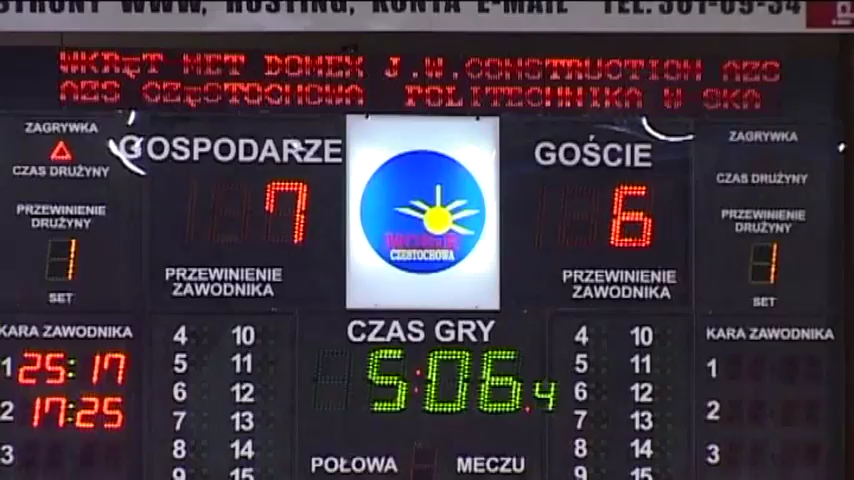 STRONY WWW, HOSTING, KONTA E-MAIL TEL. 361-09-34
WKRĘT-MET DOMEX J.W.CONSTRUCTION AZS
AZS CZĘSTOCHOWA POLITECHNIKA W-SKA
ZAGRYWKA
CZAS DRUŻYNY
PRZEWINIENIE
DRUŻYNY
1
SET
GOSPODARZE
7
PRZEWINIENIE
ZAWODNIKA
CZĘSTOCHOWA
GOŚCIE
6
PRZEWINIENIE
ZAWODNIKA
ZAGRYWKA
CZAS DRUŻYNY
PRZEWINIENIE
DRUŻYNY
1
SET
KARA ZAWODNIKA
1 25:17
2 17:25
3
4 10
5 11
6 12
7 13
8 14
9 15
CZAS GRY
5:06.4
POŁOWA MECZU
4 10
5 11
6 12
7 13
8 14
9 15
KARA ZAWODNIKA
1
2
3